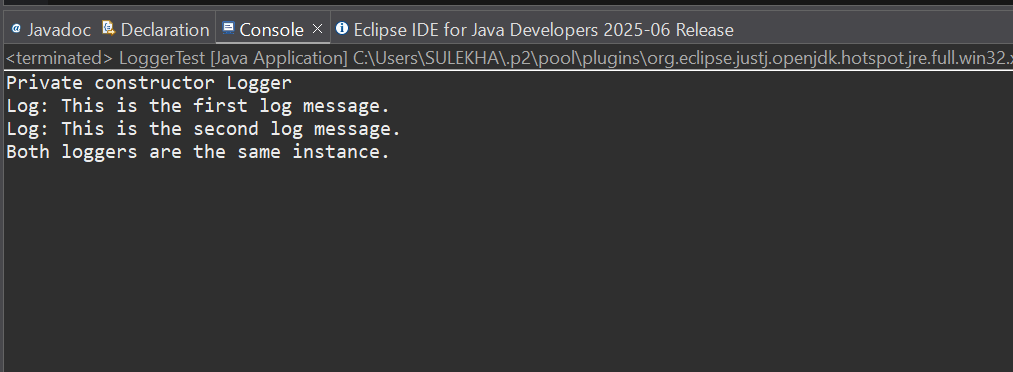 Javadoc Declaration Console Eclipse IDE for Java Developers 2025-06 Release
<terminated> LoggerTest [Java Application] C:\Users\SULEKHA\.p2\pool\plugins\org.eclipse.justj.openjdk.hotspot.jre.full.win32.x
Private constructor Logger
Log: This is the first log message.
Log: This is the second log message.
Both loggers are the same instance.